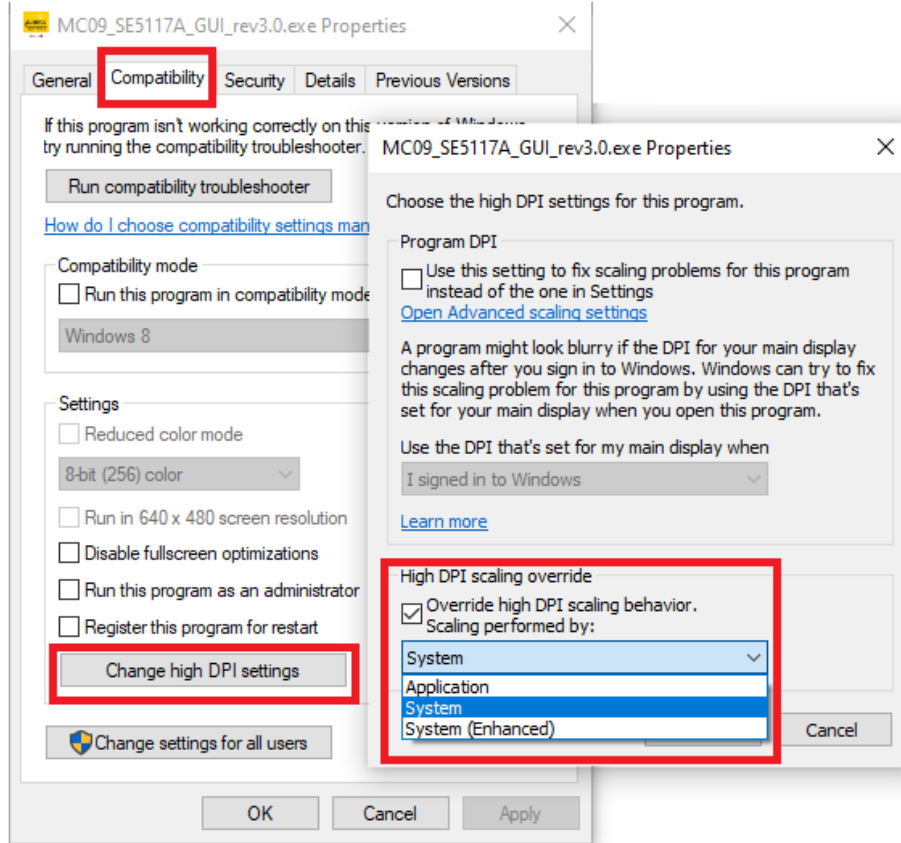 MC09_SE5117A_GUI_rev3.0.exe Properties
General Compatibility Security Details Previous Versions
If this program isn't working correctly on this
try running the compatibility troubleshooter.
Run compatibility troubleshooter
How do I choose compatibility settings man
Compatibility mode
Run this program in compatibility mode
Windows 8
Settings
Reduced color mode
8-bit (256) color
Run in 640 x 480 screen resolution
Disable fullscreen optimizations
Run this program as an administrator
Register this program for restart
Change high DPI settings
Change settings for all users
OK Cancel Apply
MC09_SE5117A_GUI_rev3.0.exe Properties
Choose the high DPI settings for this program.
Program DPI
Use this setting to fix scaling problems for this program
instead of the one in Settings
Open Advanced scaling settings
A program might look blurry if the DPI for your main display
changes after you sign in to Windows. Windows can try to fix
this scaling problem for this program by using the DPI that's
set for your main display when you open this program.
Use the DPI that's set for my main display when
I signed in to Windows
Learn more
High DPI scaling override
Override high DPI scaling behavior.
Scaling performed by:
System
Application
System
System (Enhanced)
Cancel